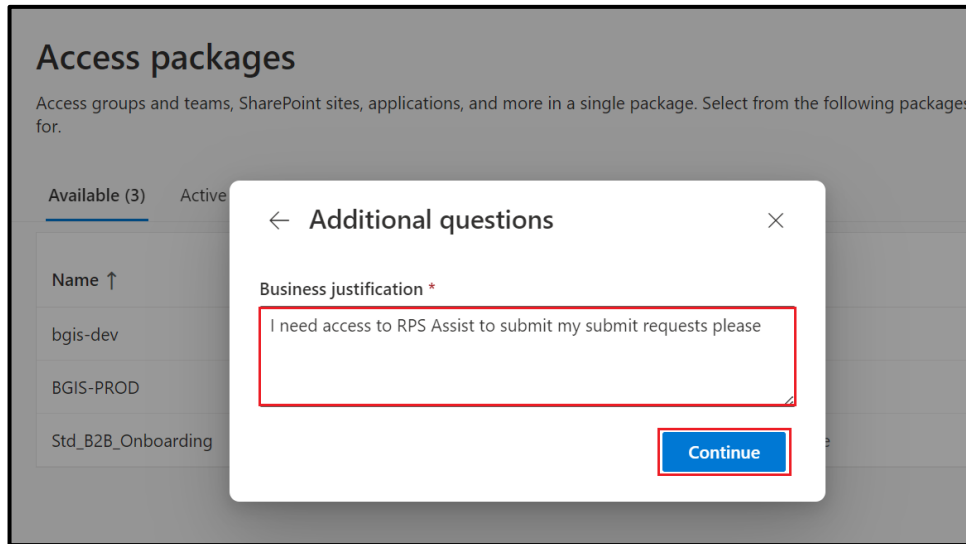 Access packages
Access groups and teams, SharePoint sites, applications, and more in a single package. Select from the following packages
for.
Available (3) Active
← Additional questions ×
Name ↑
Business justification *
I need access to RPS Assist to submit my submit requests please
bgis-dev
BGIS-PROD
Std_B2B_Onboarding
Continue